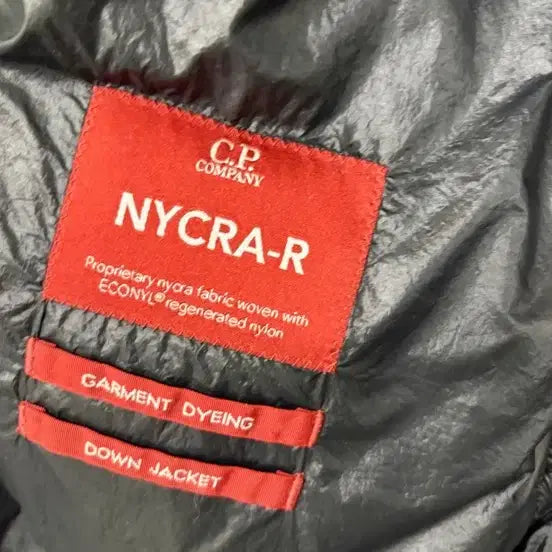 C.P.
COMPANY
NYCRA-R
Proprietary nycra fabric woven with
ECONYL® regenerated nylon
GARMENT DYEING
DOWN JACKET